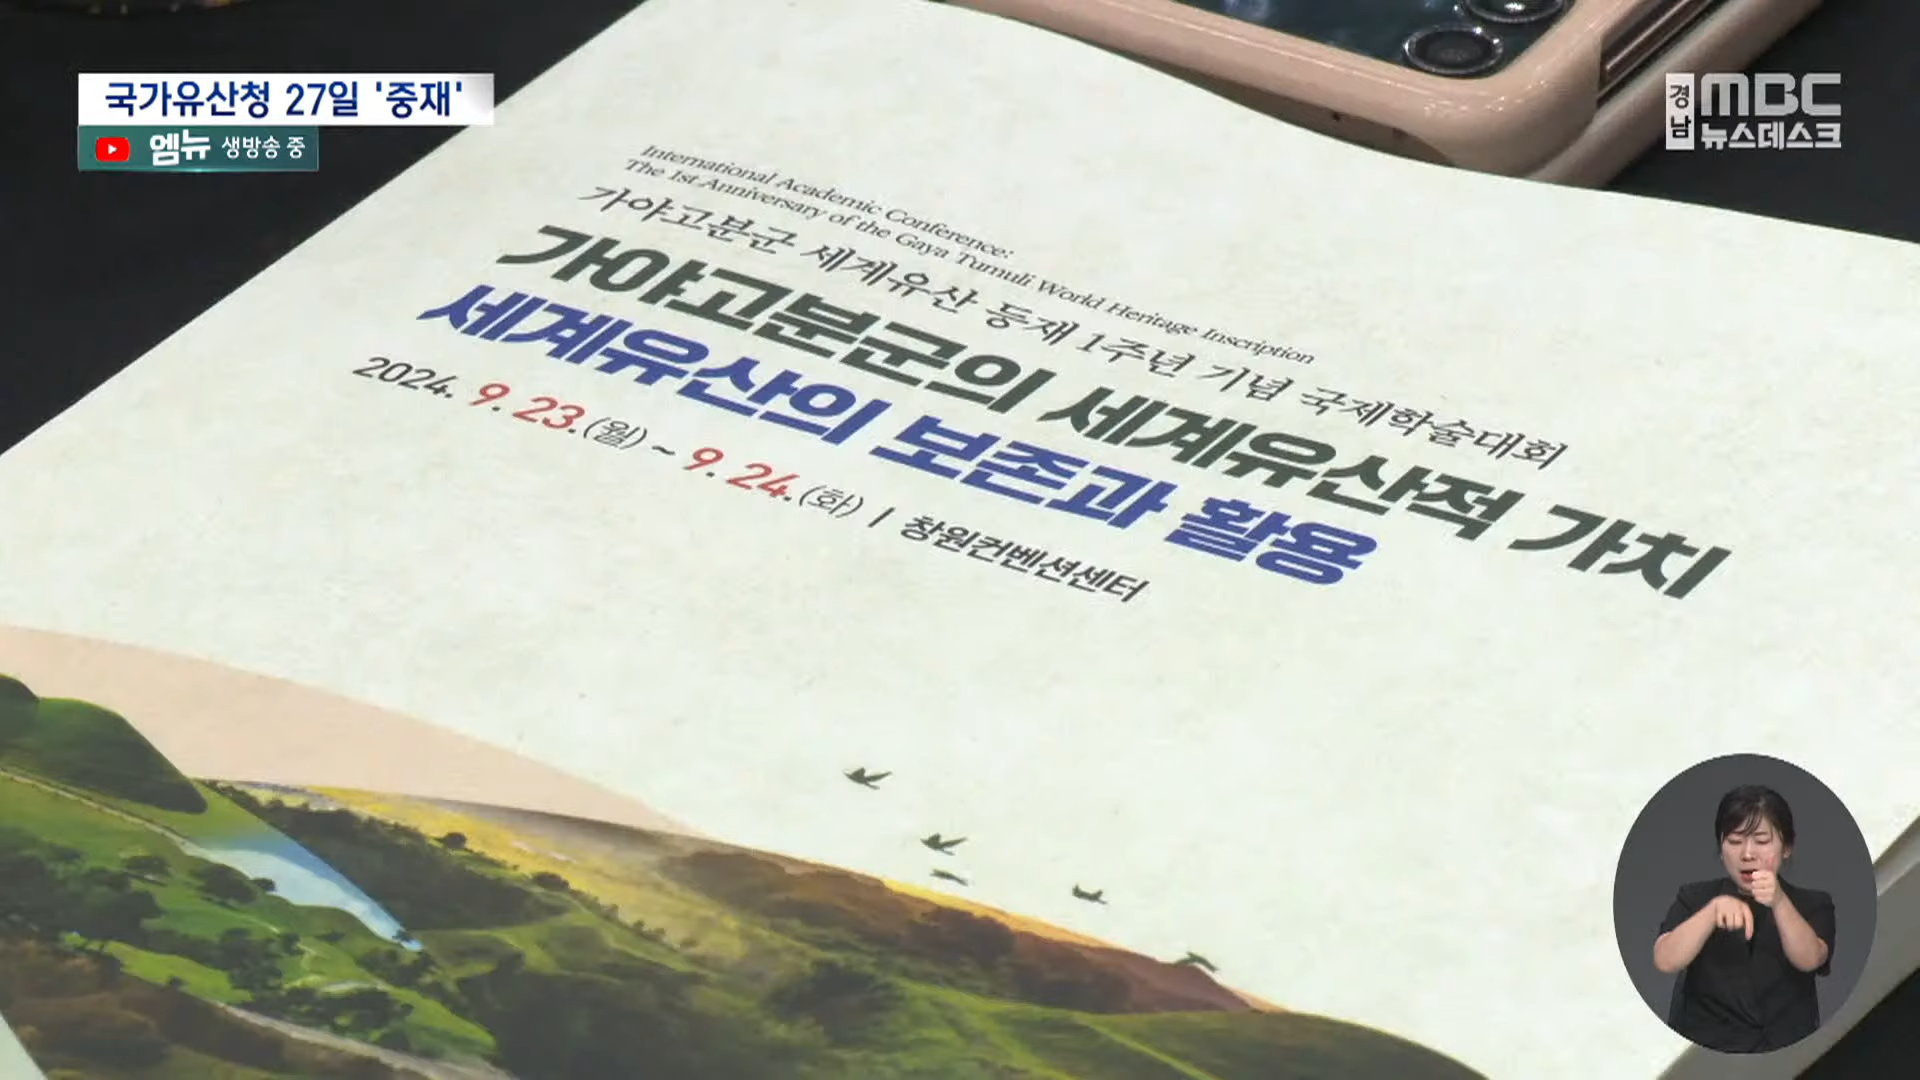 국가유산청 27일 '중재'
엠뉴 생방송 중
경남 MBC
뉴스데스크
International Academic Conference:
The 1st Anniversary of the Gaya Tumuli World Heritage Inscription
가야고분군 세계유산 등재 1주년 기념 국제학술대회
가야고분군의 세계유산적 가치
세계유산의 보존과 활용
2024. 9. 23.(월) ~ 9. 24.(화) | 창원컨벤션센터